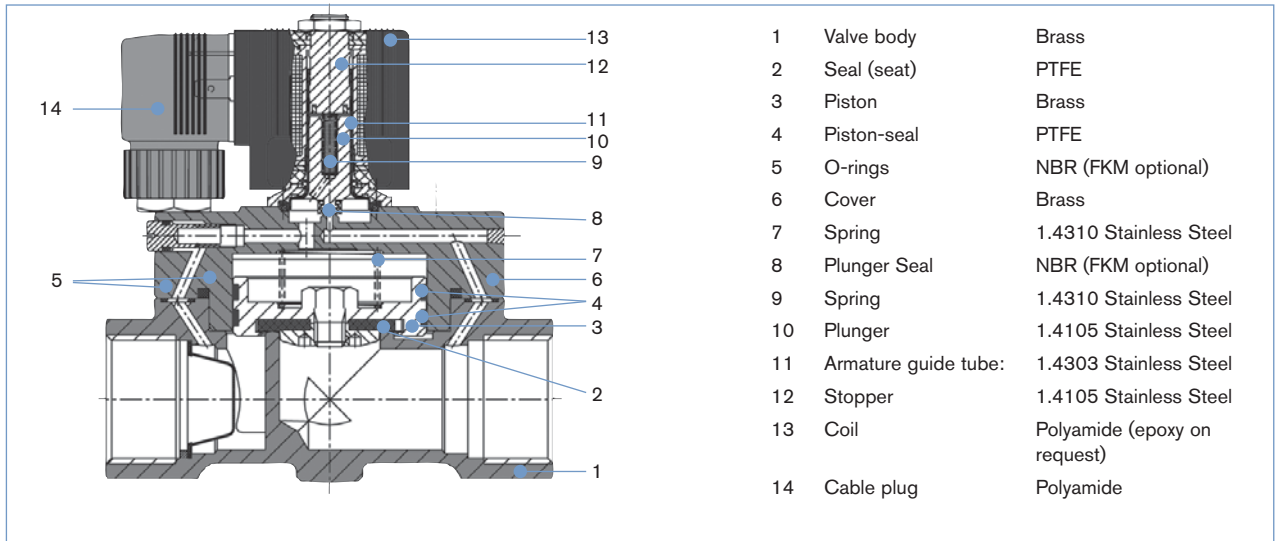 13
12
14
11
10
9
8
7
5
6
4
3
2
1
1 Valve body Brass
2 Seal (seat) PTFE
3 Piston Brass
4 Piston-seal PTFE
5 O-rings NBR (FKM optional)
6 Cover Brass
7 Spring 1.4310 Stainless Steel
8 Plunger Seal NBR (FKM optional)
9 Spring 1.4310 Stainless Steel
10 Plunger 1.4105 Stainless Steel
11 Armature guide tube: 1.4303 Stainless Steel
12 Stopper 1.4105 Stainless Steel
13 Coil Polyamide (epoxy on
request)
14 Cable plug Polyamide